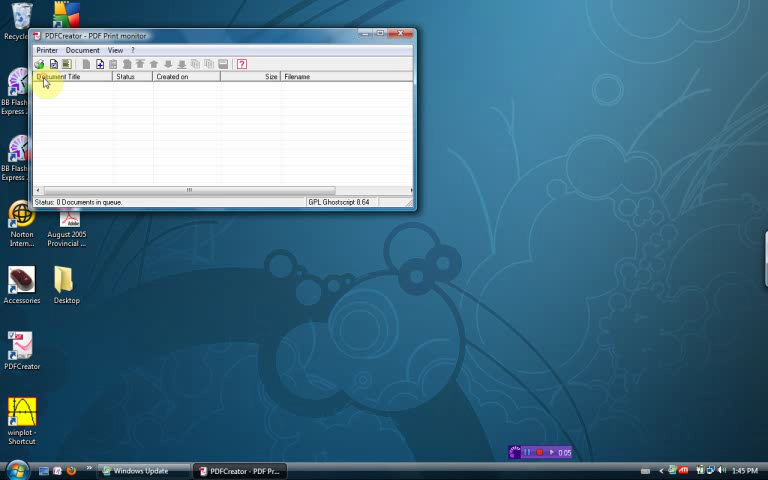 Recycle
PDFCreator - PDF Print monitor
Printer Document View ?
Document Title Status Created on Size Filename
BB Flash
Express
BB Flash
Express
Status: 0 Documents in queue. GPL Ghostscript 8.64
Norton
Intern...
August 2005
Provincial ...
Accessories
Desktop
PDFCreator
winplot -
Shortcut
0:05
Windows Update
PDFCreator - PDF Pr...
1:45 PM